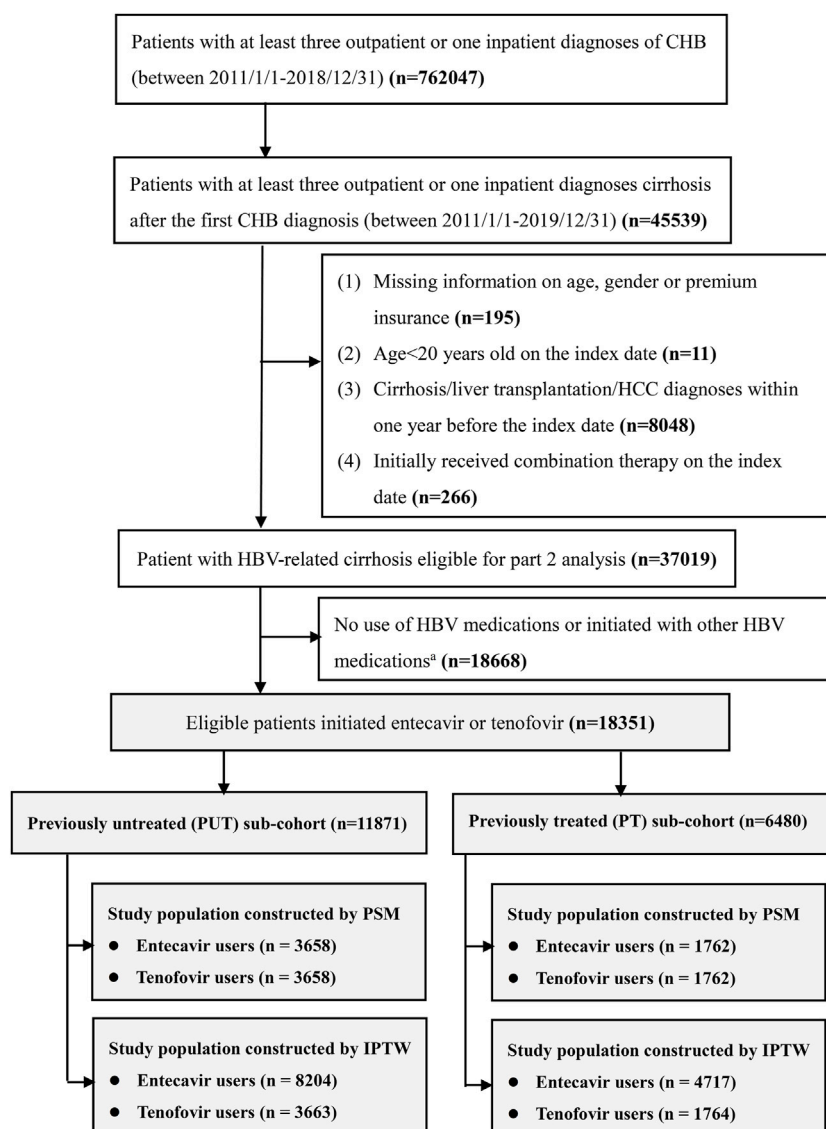 Patients with at least three outpatient or one inpatient diagnoses of CHB
(between 2011/1/1-2018/12/31) (n=762047)
Patients with at least three outpatient or one inpatient diagnoses cirrhosis
after the first CHB diagnosis (between 2011/1/1-2019/12/31) (n=45539)
(1) Missing information on age, gender or premium
insurance (n=195)
(2) Age<20 years old on the index date (n=11)
(3) Cirrhosis/liver transplantation/HCC diagnoses within
one year before the index date (n=8048)
(4) Initially received combination therapy on the index
date (n=266)
Patient with HBV-related cirrhosis eligible for part 2 analysis (n=37019)
No use of HBV medications or initiated with other HBV
medicationsᵃ (n=18668)
Eligible patients initiated entecavir or tenofovir (n=18351)
Previously untreated (PUT) sub-cohort (n=11871)
Previously treated (PT) sub-cohort (n=6480)
Study population constructed by PSM
● Entecavir users (n = 3658)
● Tenofovir users (n = 3658)
Study population constructed by PSM
● Entecavir users (n = 1762)
● Tenofovir users (n = 1762)
Study population constructed by IPTW
● Entecavir users (n = 8204)
● Tenofovir users (n = 3663)
Study population constructed by IPTW
● Entecavir users (n = 4717)
● Tenofovir users (n = 1764)